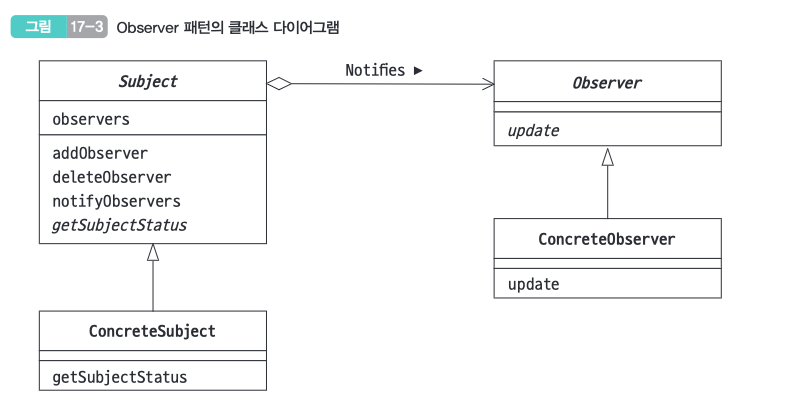 그림 17-3 Observer 패턴의 클래스 다이어그램
Subject
observers
addObserver
deleteObserver
notifyObservers
getSubjectStatus
Notifies ▶
Observer
update
ConcreteObserver
update
ConcreteSubject
getSubjectStatus